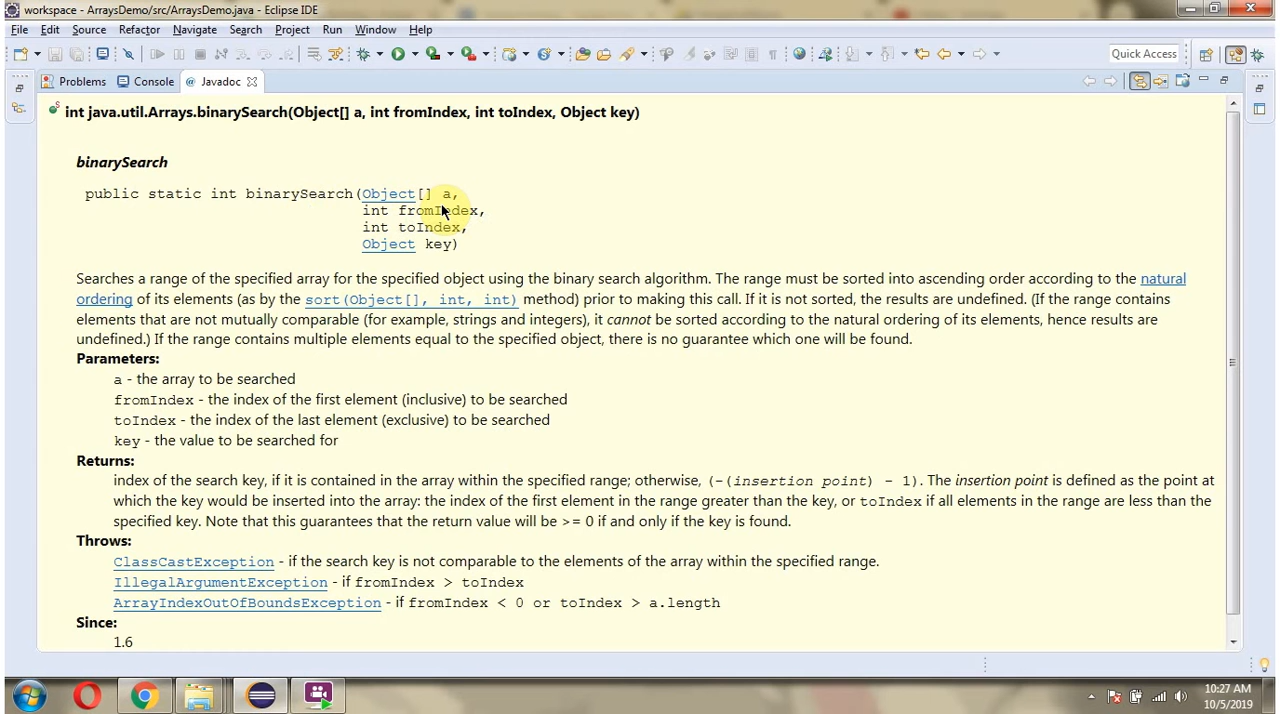 workspace - ArraysDemo/src/ArraysDemo.java - Eclipse IDE
File Edit Source Refactor Navigate Search Project Run Window Help
Quick Access
Problems Console @ Javadoc
int java.util.Arrays.binarySearch(Object[] a, int fromIndex, int toIndex, Object key)
binarySearch
public static int binarySearch(Object[] a,
int fromIndex,
int toIndex,
Object key)
Searches a range of the specified array for the specified object using the binary search algorithm. The range must be sorted into ascending order according to the natural
ordering of its elements (as by the sort(Object[], int, int) method) prior to making this call. If it is not sorted, the results are undefined. (If the range contains
elements that are not mutually comparable (for example, strings and integers), it cannot be sorted according to the natural ordering of its elements, hence results are
undefined.) If the range contains multiple elements equal to the specified object, there is no guarantee which one will be found.
Parameters:
a - the array to be searched
fromIndex - the index of the first element (inclusive) to be searched
toIndex - the index of the last element (exclusive) to be searched
key - the value to be searched for
Returns:
index of the search key, if it is contained in the array within the specified range; otherwise, (-(insertion point) - 1). The insertion point is defined as the point at
which the key would be inserted into the array: the index of the first element in the range greater than the key, or toIndex if all elements in the range are less than the
specified key. Note that this guarantees that the return value will be >= 0 if and only if the key is found.
Throws:
ClassCastException - if the search key is not comparable to the elements of the array within the specified range.
IllegalArgumentException - if fromIndex > toIndex
ArrayIndexOutOfBoundsException - if fromIndex < 0 or toIndex > a.length
Since:
1.6
10:27 AM
10/5/2019